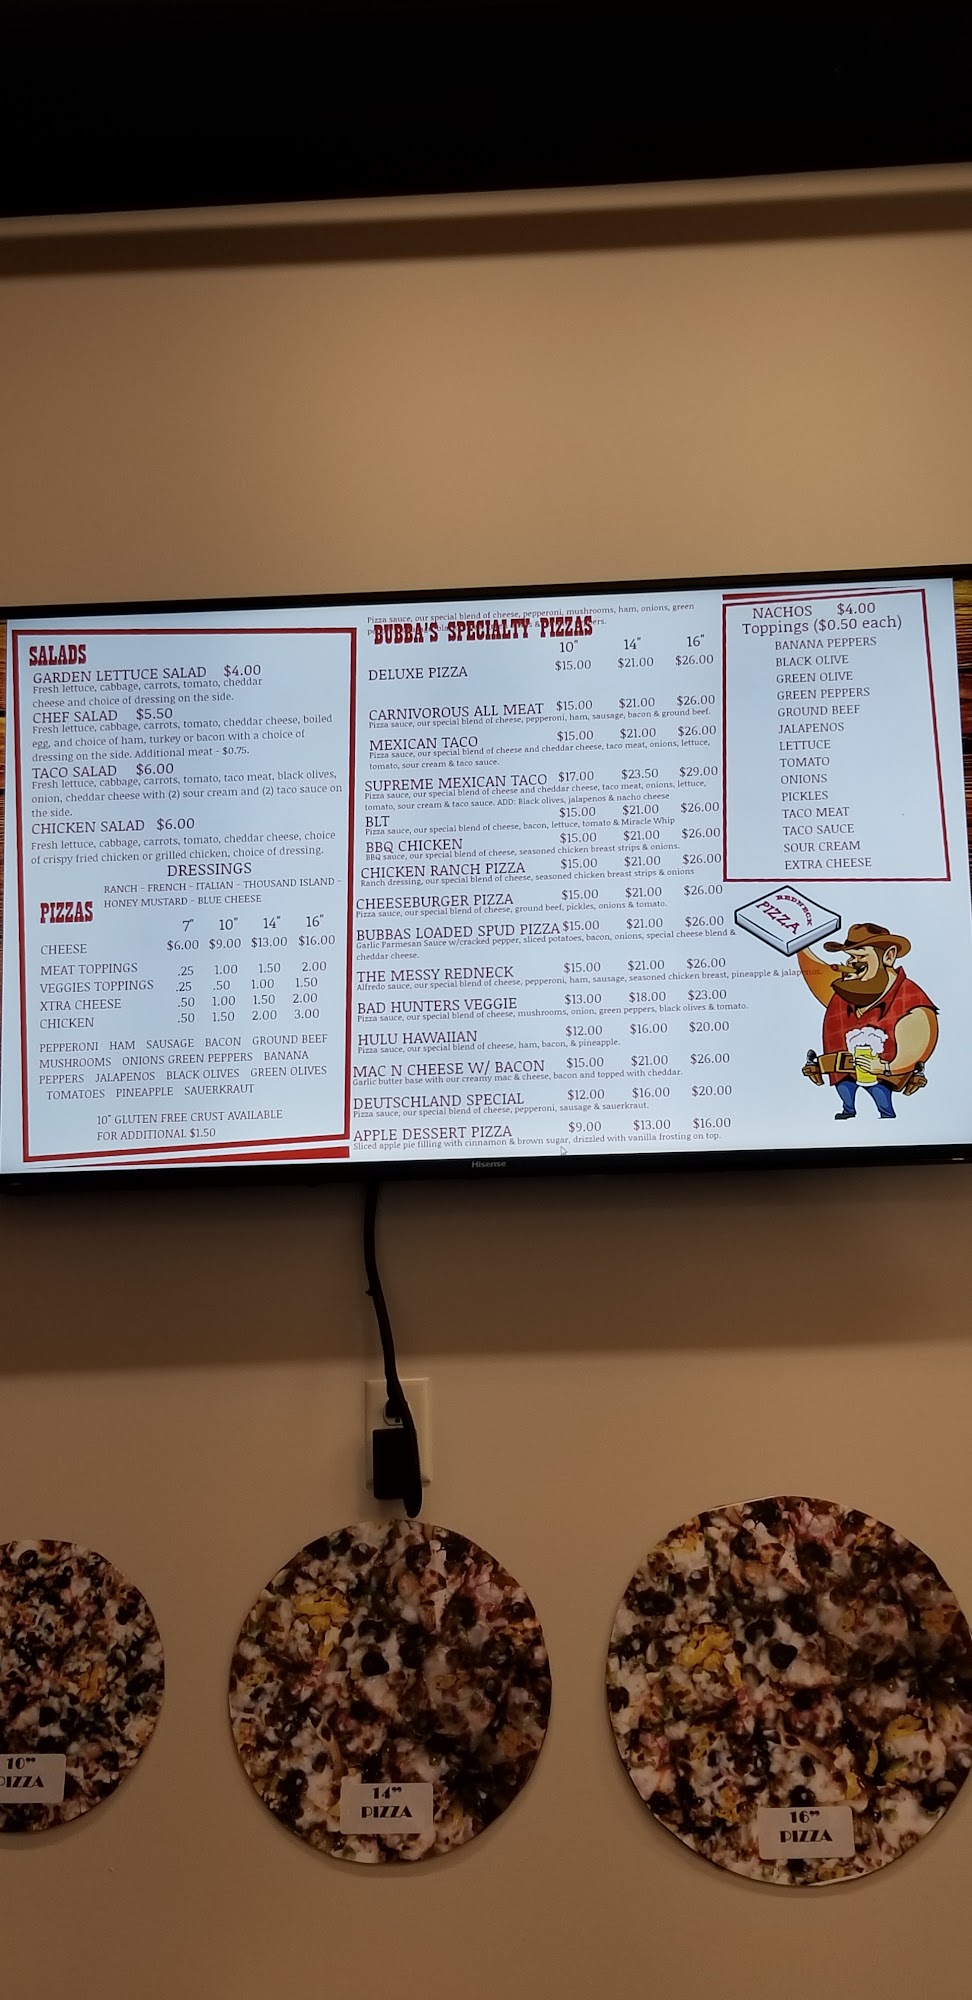 SALADS
GARDEN LETTUCE SALAD $4.00
Fresh lettuce, cabbage, carrots, tomato, cheddar
cheese and choice of dressing on the side.
CHEF SALAD $5.50
Fresh lettuce, cabbage, carrots, tomato, cheddar cheese, boiled
egg, and choice of ham, turkey or bacon with a choice of
dressing on the side. Additional meat - $0.75.
TACO SALAD $6.00
Fresh lettuce, cabbage, carrots, tomato, taco meat, black olives,
onion, cheddar cheese with (2) sour cream and (2) taco sauce on
the side.
CHICKEN SALAD $6.00
Fresh lettuce, cabbage, carrots, tomato, cheddar cheese, choice
of crispy fried chicken or grilled chicken, choice of dressing.
DRESSINGS
RANCH - FRENCH - ITALIAN - THOUSAND ISLAND -
HONEY MUSTARD - BLUE CHEESE
PIZZAS
7" 10" 14" 16"
CHEESE $6.00 $9.00 $13.00 $16.00
MEAT TOPPINGS .25 1.00 1.50 2.00
VEGGIES TOPPINGS .25 .50 1.00 1.50
XTRA CHEESE .50 1.00 1.50 2.00
CHICKEN .50 1.50 2.00 3.00
PEPPERONI HAM SAUSAGE BACON GROUND BEEF
MUSHROOMS ONIONS GREEN PEPPERS BANANA
PEPPERS JALAPENOS BLACK OLIVES GREEN OLIVES
TOMATOES PINEAPPLE SAUERKRAUT
10" GLUTEN FREE CRUST AVAILABLE
FOR ADDITIONAL $1.50
Pizza sauce, our special blend of cheese, pepperoni, mushrooms, ham, onions, green
BUBBA'S SPECIALTY PIZZAS
10" 14" 16"
DELUXE PIZZA $15.00 $21.00 $26.00
CARNIVOROUS ALL MEAT $15.00 $21.00 $26.00
Pizza sauce, our special blend of cheese, pepperoni, ham, sausage, bacon & ground beef.
MEXICAN TACO $15.00 $21.00 $26.00
Pizza sauce, our special blend of cheese and cheddar cheese, taco meat, onions, lettuce,
tomato, sour cream & taco sauce.
SUPREME MEXICAN TACO $17.00 $23.50 $29.00
Pizza sauce, our special blend of cheese and cheddar cheese, taco meat, onions, lettuce,
tomato, sour cream & taco sauce. ADD: Black olives, jalapenos & nacho cheese
BLT $15.00 $21.00 $26.00
Pizza sauce, our special blend of cheese, bacon, lettuce, tomato & Miracle Whip
BBQ CHICKEN $15.00 $21.00 $26.00
BBQ sauce, our special blend of cheese, seasoned chicken breast strips & onions.
CHICKEN RANCH PIZZA $15.00 $21.00 $26.00
Ranch dressing, our special blend of cheese, seasoned chicken breast strips & onions
CHEESEBURGER PIZZA $15.00 $21.00 $26.00
Pizza sauce, our special blend of cheese, ground beef, pickles, onions & tomato.
BUBBAS LOADED SPUD PIZZA $15.00 $21.00 $26.00
Garlic Parmesan Sauce w/cracked pepper, sliced potatoes, bacon, onions, special cheese blend &
cheddar cheese.
THE MESSY REDNECK $15.00 $21.00 $26.00
Alfredo sauce, our special blend of cheese, pepperoni, ham, sausage, seasoned chicken breast, pineapple & jalapenos.
BAD HUNTERS VEGGIE $13.00 $18.00 $23.00
Pizza sauce, our special blend of cheese, mushrooms, onion, green peppers, black olives & tomato.
HULU HAWAIIAN $12.00 $16.00 $20.00
Pizza sauce, our special blend of cheese, ham, bacon, & pineapple.
MAC N CHEESE W/ BACON $15.00 $21.00 $26.00
Garlic butter base with our creamy mac & cheese, bacon and topped with cheddar.
DEUTSCHLAND SPECIAL $12.00 $16.00 $20.00
Pizza sauce, our special blend of cheese, pepperoni, sausage & sauerkraut.
APPLE DESSERT PIZZA $9.00 $13.00 $16.00
Sliced apple pie filling with cinnamon & brown sugar, drizzled with vanilla frosting on top.
NACHOS $4.00
Toppings ($0.50 each)
BANANA PEPPERS
BLACK OLIVE
GREEN OLIVE
GREEN PEPPERS
GROUND BEEF
JALAPENOS
LETTUCE
TOMATO
ONIONS
PICKLES
TACO MEAT
TACO SAUCE
SOUR CREAM
EXTRA CHEESE
REDNECK
PIZZA
Hisense
10"
PIZZA
14"
PIZZA
16"
PIZZA